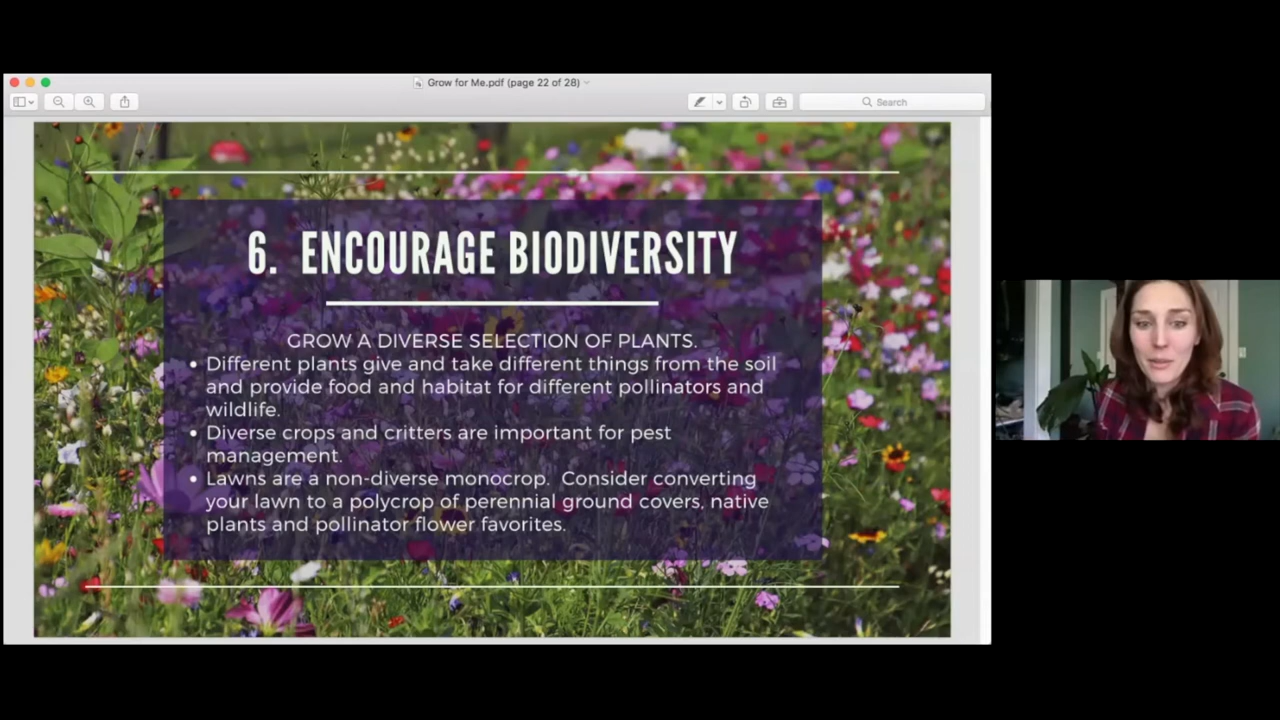 Grow for Me.pdf (page 22 of 28)
Search
6. ENCOURAGE BIODIVERSITY
GROW A DIVERSE SELECTION OF PLANTS.
• Different plants give and take different things from the soil
and provide food and habitat for different pollinators and
wildlife.
• Diverse crops and critters are important for pest
management.
• Lawns are a non-diverse monocrop.  Consider converting
your lawn to a polycrop of perennial ground covers, native
plants and pollinator flower favorites.